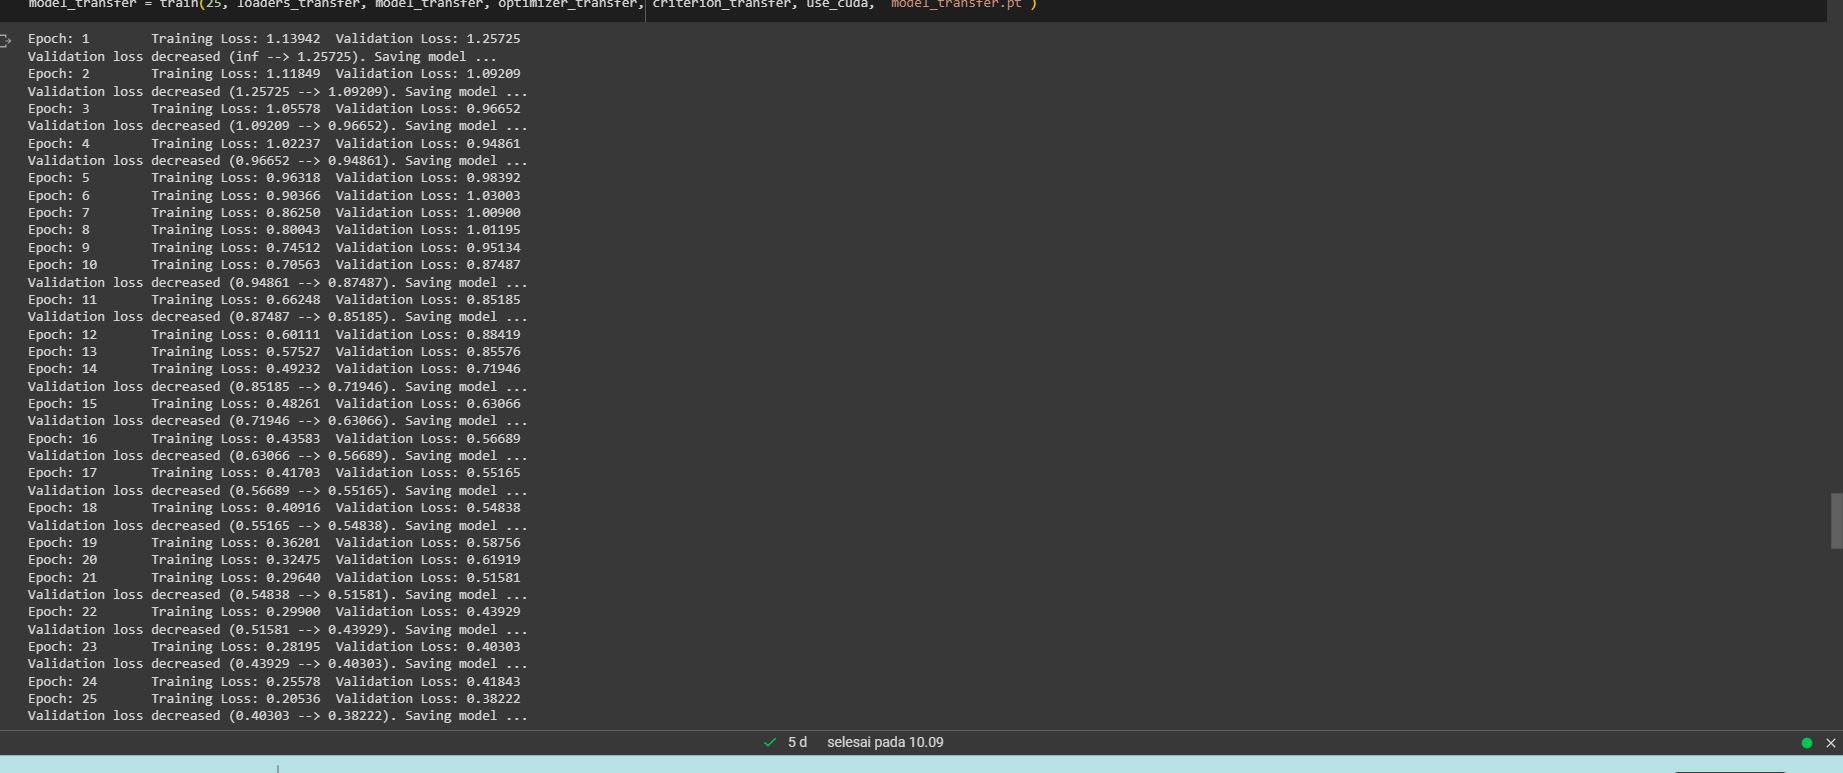 model_transfer = train(25, loaders_transfer, model_transfer, optimizer_transfer, criterion_transfer, use_cuda, 'model_transfer.pt')
Epoch: 1 Training Loss: 1.13942 Validation Loss: 1.25725
Validation loss decreased (inf --> 1.25725). Saving model ...
Epoch: 2 Training Loss: 1.11849 Validation Loss: 1.09209
Validation loss decreased (1.25725 --> 1.09209). Saving model ...
Epoch: 3 Training Loss: 1.05578 Validation Loss: 0.96652
Validation loss decreased (1.09209 --> 0.96652). Saving model ...
Epoch: 4 Training Loss: 1.02237 Validation Loss: 0.94861
Validation loss decreased (0.96652 --> 0.94861). Saving model ...
Epoch: 5 Training Loss: 0.96318 Validation Loss: 0.98392
Epoch: 6 Training Loss: 0.90366 Validation Loss: 1.03003
Epoch: 7 Training Loss: 0.86250 Validation Loss: 1.00900
Epoch: 8 Training Loss: 0.80043 Validation Loss: 1.01195
Epoch: 9 Training Loss: 0.74512 Validation Loss: 0.95134
Epoch: 10 Training Loss: 0.70563 Validation Loss: 0.87487
Validation loss decreased (0.94861 --> 0.87487). Saving model ...
Epoch: 11 Training Loss: 0.66248 Validation Loss: 0.85185
Validation loss decreased (0.87487 --> 0.85185). Saving model ...
Epoch: 12 Training Loss: 0.60111 Validation Loss: 0.88419
Epoch: 13 Training Loss: 0.57527 Validation Loss: 0.85576
Epoch: 14 Training Loss: 0.49232 Validation Loss: 0.71946
Validation loss decreased (0.85185 --> 0.71946). Saving model ...
Epoch: 15 Training Loss: 0.48261 Validation Loss: 0.63066
Validation loss decreased (0.71946 --> 0.63066). Saving model ...
Epoch: 16 Training Loss: 0.43583 Validation Loss: 0.56689
Validation loss decreased (0.63066 --> 0.56689). Saving model ...
Epoch: 17 Training Loss: 0.41703 Validation Loss: 0.55165
Validation loss decreased (0.56689 --> 0.55165). Saving model ...
Epoch: 18 Training Loss: 0.40916 Validation Loss: 0.54838
Validation loss decreased (0.55165 --> 0.54838). Saving model ...
Epoch: 19 Training Loss: 0.36201 Validation Loss: 0.58756
Epoch: 20 Training Loss: 0.32475 Validation Loss: 0.61919
Epoch: 21 Training Loss: 0.29640 Validation Loss: 0.51581
Validation loss decreased (0.54838 --> 0.51581). Saving model ...
Epoch: 22 Training Loss: 0.29900 Validation Loss: 0.43929
Validation loss decreased (0.51581 --> 0.43929). Saving model ...
Epoch: 23 Training Loss: 0.28195 Validation Loss: 0.40303
Validation loss decreased (0.43929 --> 0.40303). Saving model ...
Epoch: 24 Training Loss: 0.25578 Validation Loss: 0.41843
Epoch: 25 Training Loss: 0.20536 Validation Loss: 0.38222
Validation loss decreased (0.40303 --> 0.38222). Saving model ...
5 d selesai pada 10.09